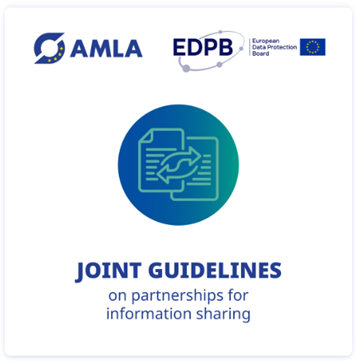 AMLA
EDPB
European
Data Protection
Board
JOINT GUIDELINES
on partnerships for
information sharing